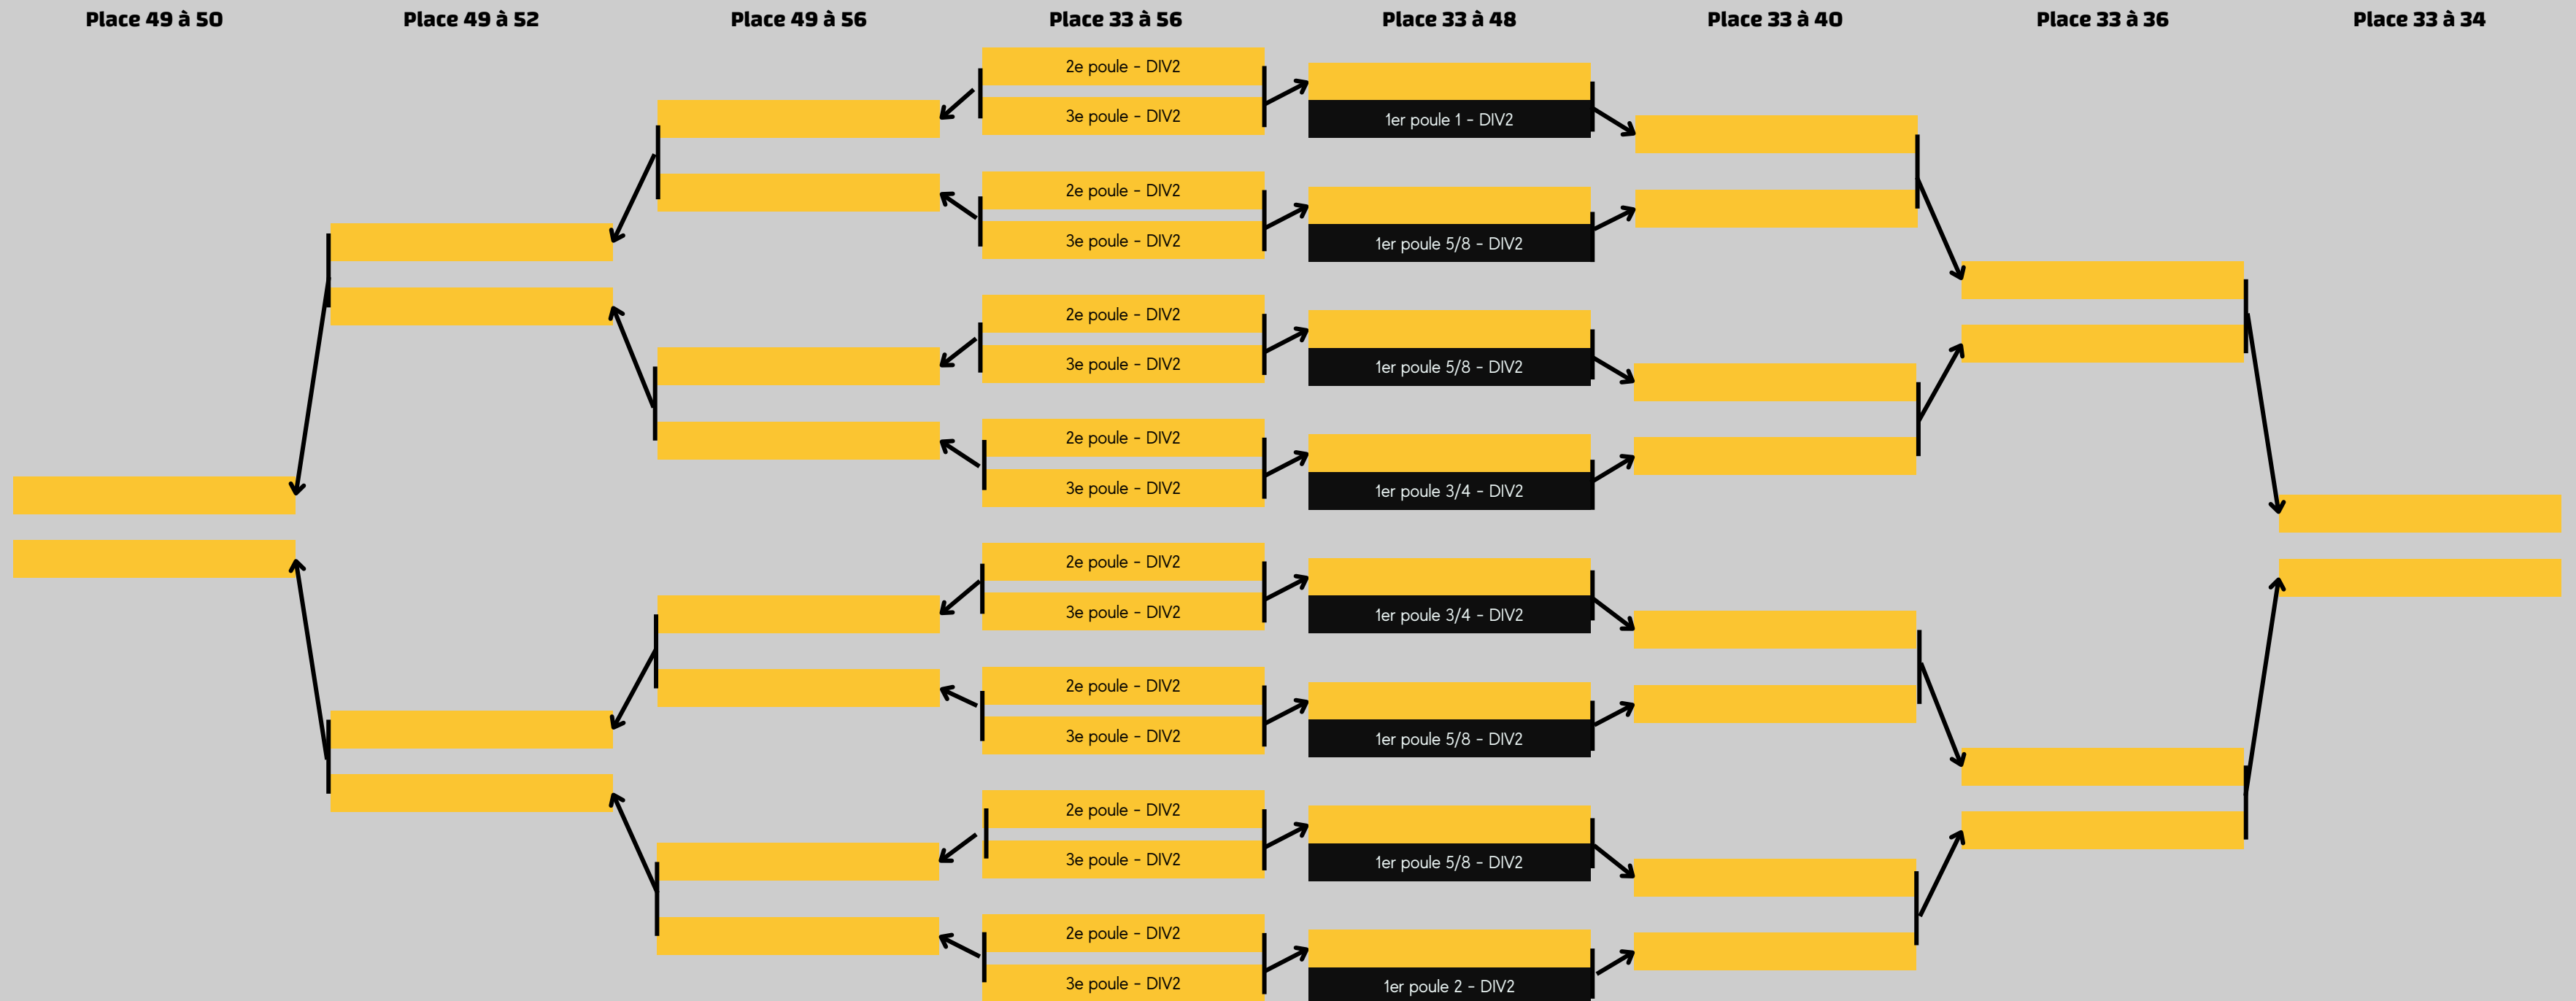 Place 49 à 50
Place 49 à 52
Place 49 à 56
Place 33 à 56
Place 33 à 48
Place 33 à 40
Place 33 à 36
Place 33 à 34
2e poule - DIV2
3e poule - DIV2
1er poule 1 - DIV2
2e poule - DIV2
3e poule - DIV2
1er poule 5/8 - DIV2
2e poule - DIV2
3e poule - DIV2
1er poule 5/8 - DIV2
2e poule - DIV2
3e poule - DIV2
1er poule 3/4 - DIV2
2e poule - DIV2
3e poule - DIV2
1er poule 3/4 - DIV2
2e poule - DIV2
3e poule - DIV2
1er poule 5/8 - DIV2
2e poule - DIV2
3e poule - DIV2
1er poule 5/8 - DIV2
2e poule - DIV2
3e poule - DIV2
1er poule 2 - DIV2